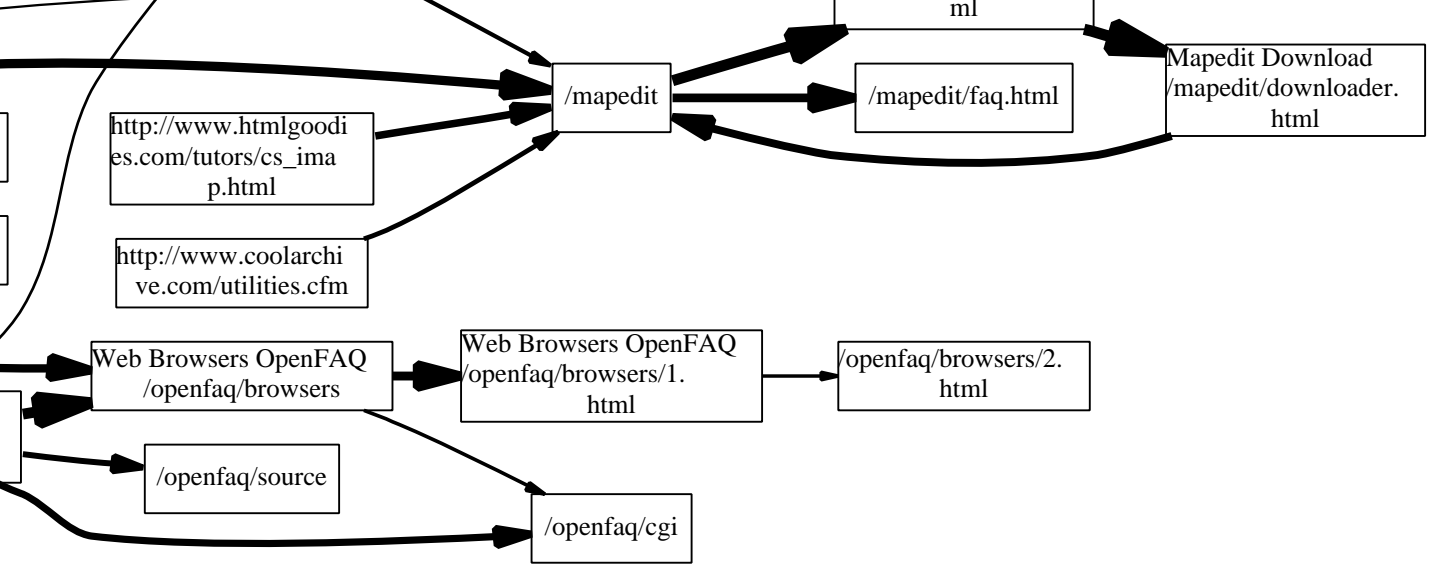 ml
Mapedit Download
/mapedit/downloader.
html
/mapedit
/mapedit/faq.html
http://www.htmlgoodi
es.com/tutors/cs_ima
p.html
http://www.coolarchi
ve.com/utilities.cfm
Web Browsers OpenFAQ
/openfaq/browsers
Web Browsers OpenFAQ
/openfaq/browsers/1.
html
/openfaq/browsers/2.
html
/openfaq/source
/openfaq/cgi